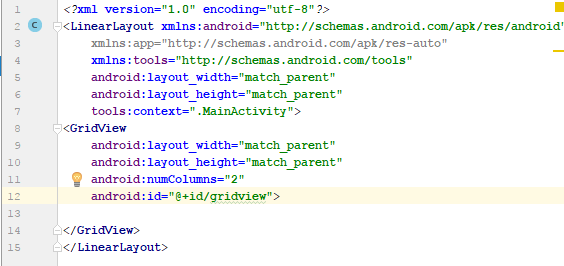 1 <?xml version="1.0" encoding="utf-8"?>
2 C <LinearLayout xmlns:android="http://schemas.android.com/apk/res/android"
3 xmlns:app="http://schemas.android.com/apk/res-auto"
4 xmlns:tools="http://schemas.android.com/tools"
5 android:layout_width="match_parent"
6 android:layout_height="match_parent"
7 tools:context=".MainActivity">
8 <GridView
9 android:layout_width="match_parent"
10 android:layout_height="match_parent"
11 android:numColumns="2"
12 android:id="@+id/gridview">
13
14 </GridView>
15 </LinearLayout>